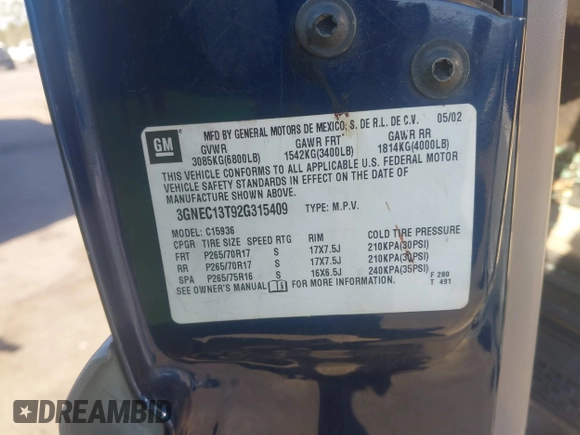 GM
MFD BY GENERAL MOTORS DE MEXICO, S. DE R.L. DE C.V. 05/02
GVWR GAWR FRT GAWR RR
3085KG(6800LB) 1542KG(3400LB) 1814KG(4000LB)
THIS VEHICLE CONFORMS TO ALL APPLICABLE U.S. FEDERAL MOTOR
VEHICLE SAFETY STANDARDS IN EFFECT ON THE DATE OF
MANUFACTURE SHOWN ABOVE.
3GNEC13T92G315409 TYPE: M.P.V.
MODEL: C15936
CPGR TIRE SIZE SPEED RTG RIM COLD TIRE PRESSURE
FRT P265/70R17 S 17X7.5J 210KPA(30PSI)
RR P265/70R17 S 17X7.5J 210KPA(30PSI)
SPA P265/75R16 S 16X6.5J 240KPA(35PSI) F 280
SEE OWNER'S MANUAL FOR MORE INFORMATION. T 491
DREAMBID